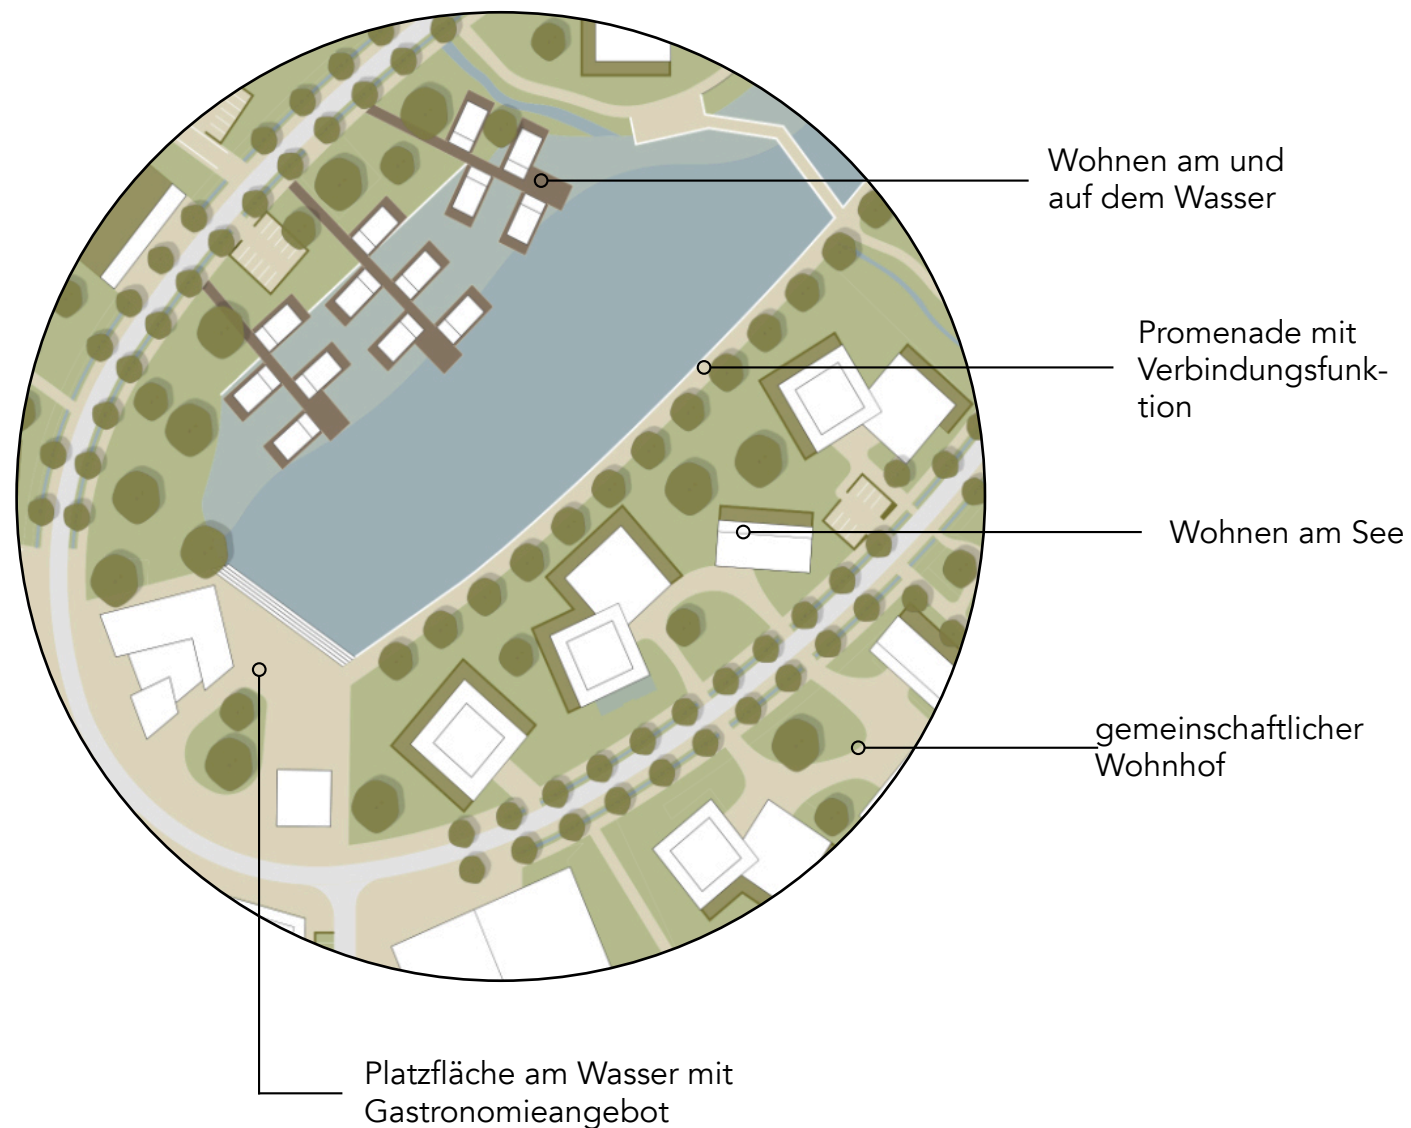 Wohnen am und
auf dem Wasser
Promenade mit
Verbindungsfunk-
tion
Wohnen am See
gemeinschaftlicher
Wohnhof
Platzfläche am Wasser mit
Gastronomieangebot